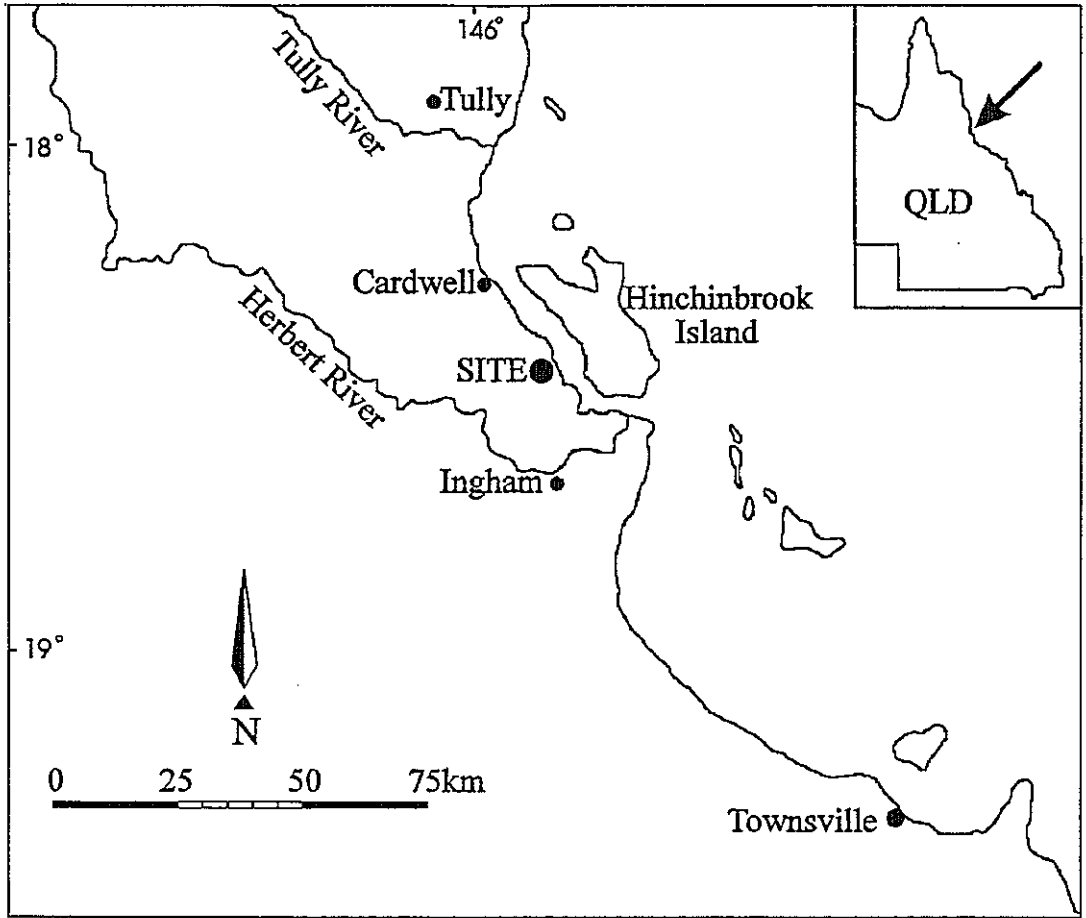 146°
Tully River
Tully
18°
QLD
Cardwell
Hinchinbrook
Island
Herbert River
SITE
Ingham
19°
N
0 25 50 75km
Townsville